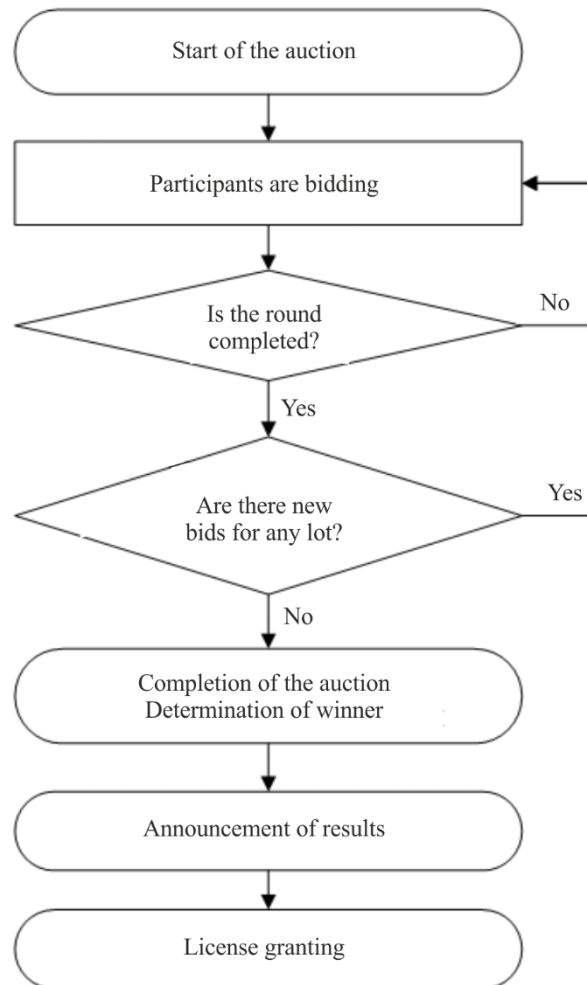 Start of the auction
Participants are bidding
Is the round
completed?
No
Yes
Are there new
bids for any lot?
Yes
No
Completion of the auction
Determination of winner
Announcement of results
License granting